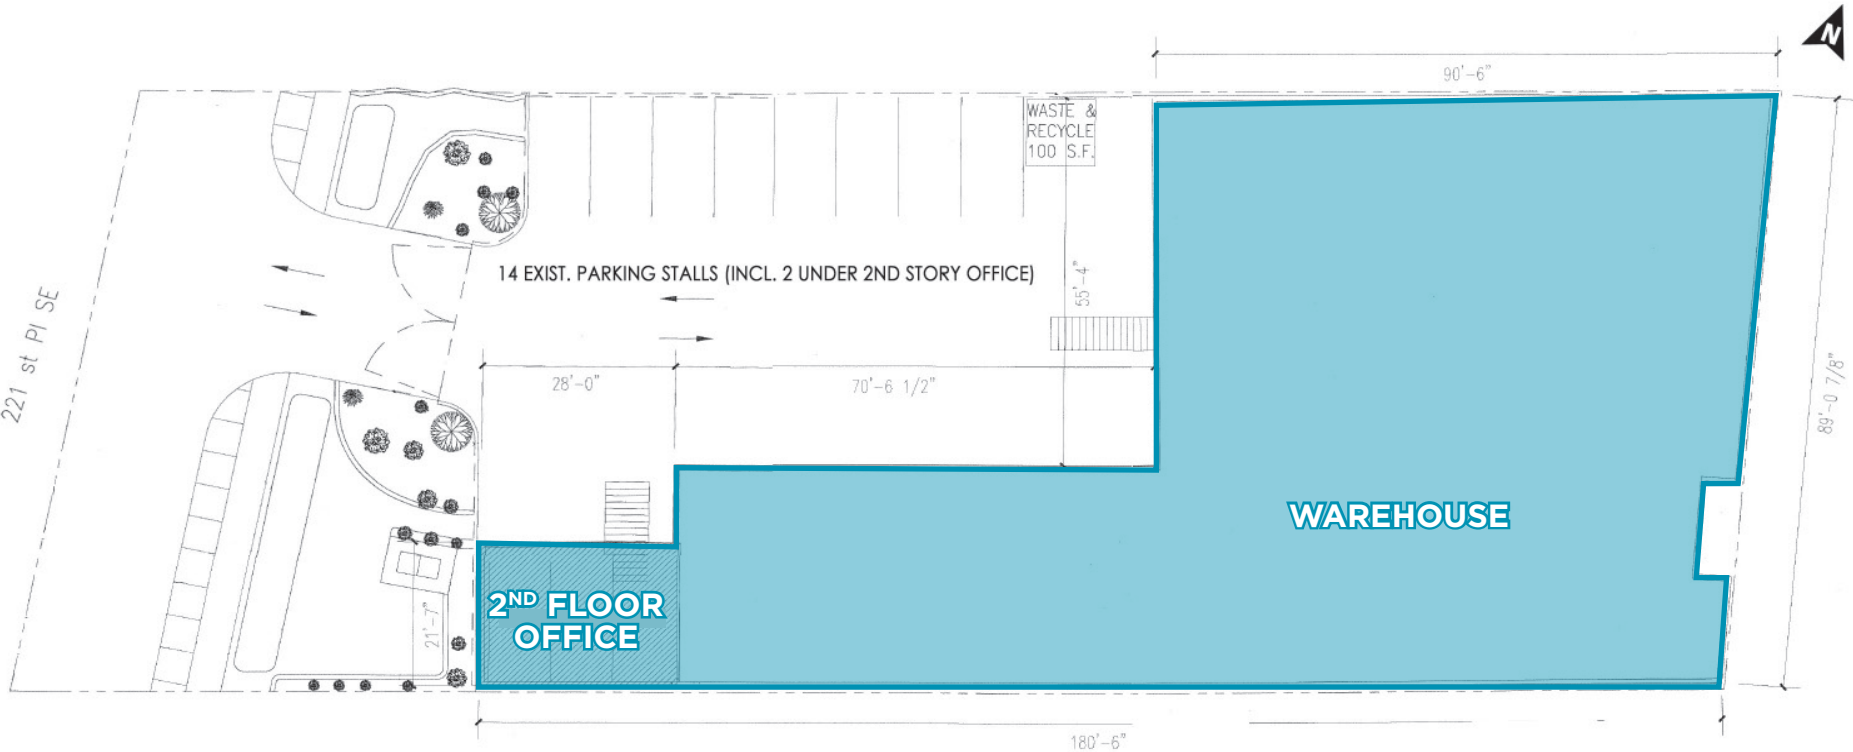 N
90'-6"
WASTE &
RECYCLE
100 S.F.
14 EXIST. PARKING STALLS (INCL. 2 UNDER 2ND STORY OFFICE)
55'-4"
221 st Pl SE
28'-0"
70'-6 1/2"
89'-0 7/8"
WAREHOUSE
2ND FLOOR
OFFICE
21'-7"
180'-6"